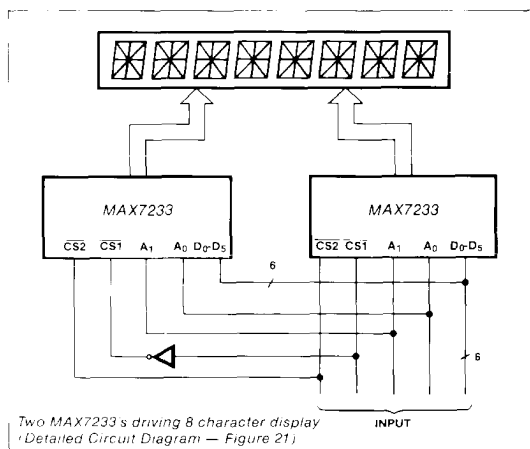 MAX7233
MAX7233
CS2 CS1 A1 A0 D0-D5
CS2 CS1 A1 A0 D0-D5
6
6
Two MAX7233's driving 8 character display
(Detailed Circuit Diagram — Figure 21)
INPUT